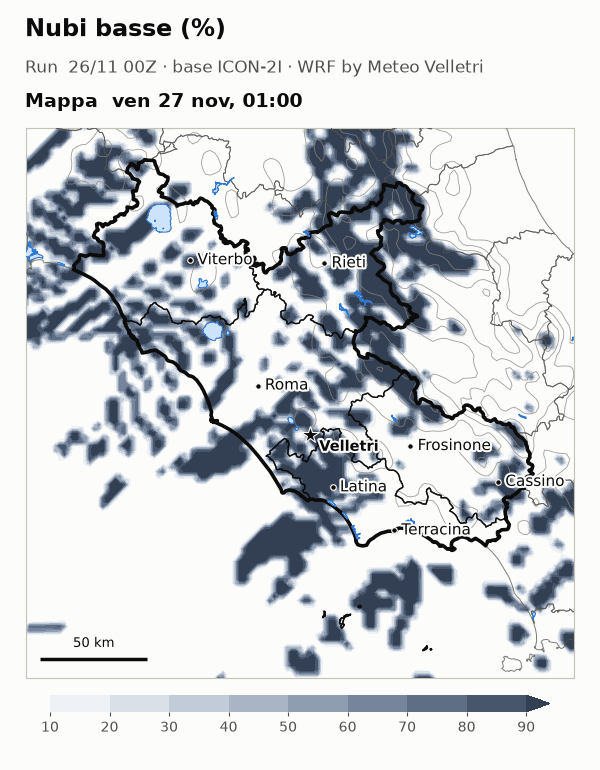 Nubi basse (%)
Run 26/11 00Z · base ICON-2I · WRF by Meteo Velletri
Mappa ven 27 nov, 01:00
Viterbo
Rieti
Roma
Velletri
Frosinone
Latina
Cassino
Terracina
50 km
10 20 30 40 50 60 70 80 90